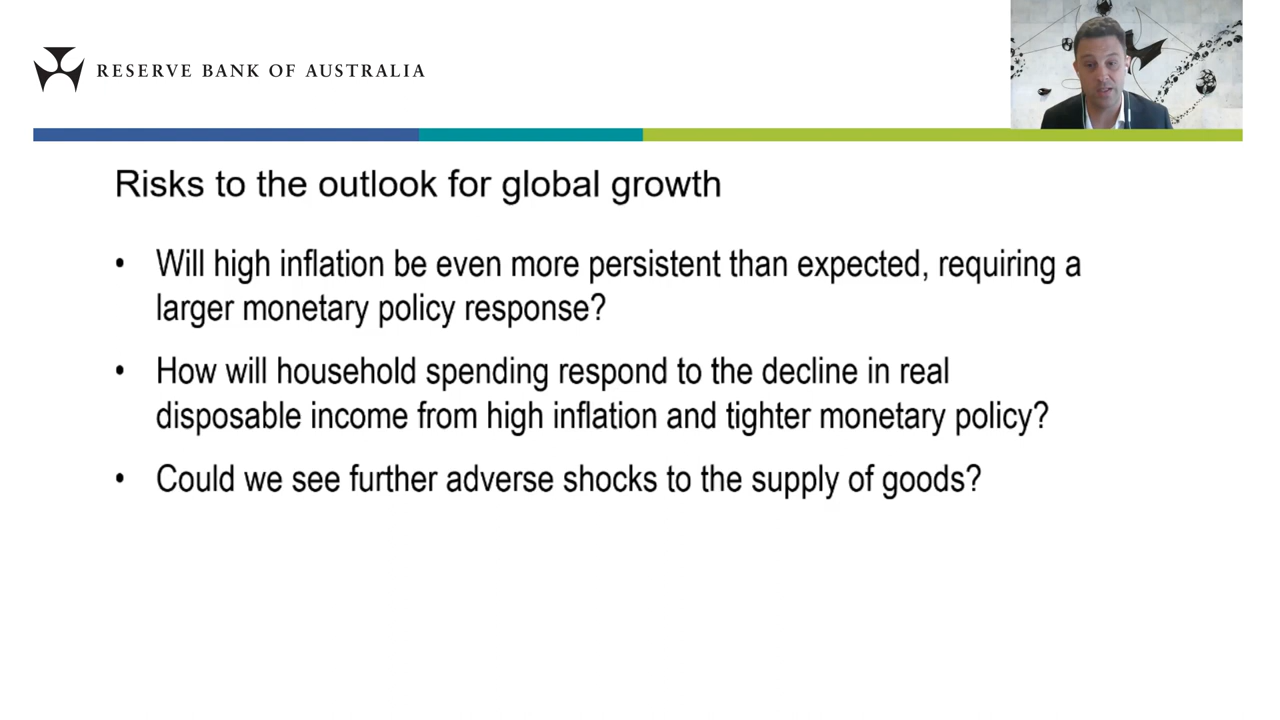 RESERVE BANK OF AUSTRALIA
Risks to the outlook for global growth
• Will high inflation be even more persistent than expected, requiring a
larger monetary policy response?
• How will household spending respond to the decline in real
disposable income from high inflation and tighter monetary policy?
• Could we see further adverse shocks to the supply of goods?